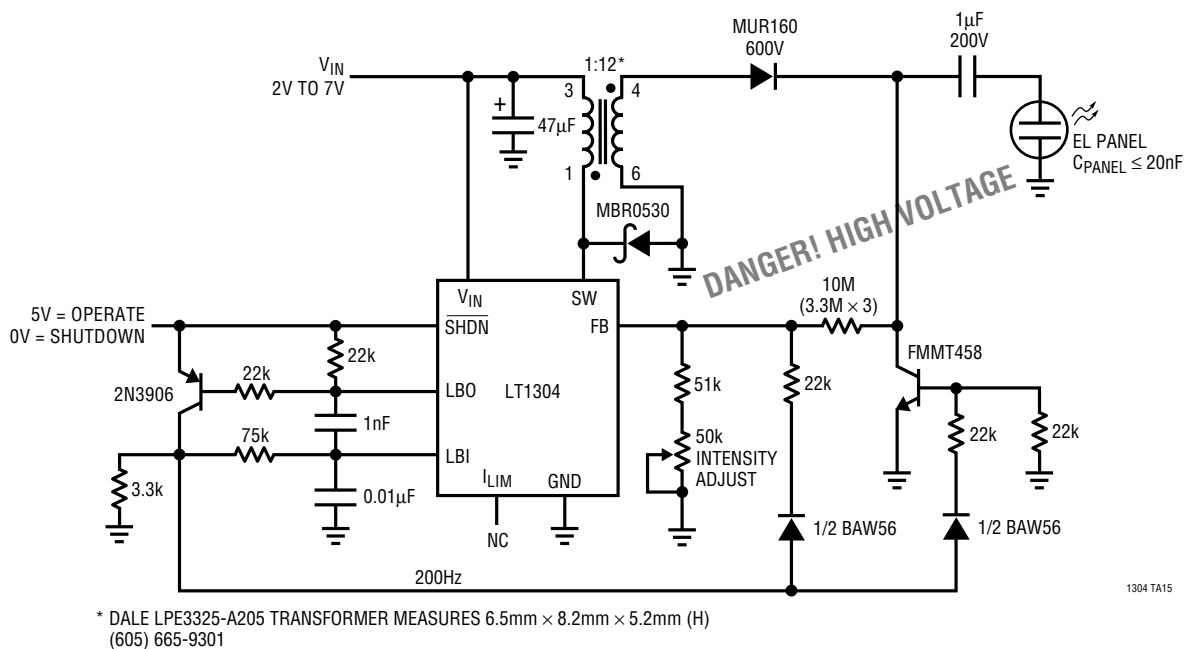 MUR160
600V
1µF
200V
1:12*
VIN
2V TO 7V
3
4
+
47µF
1
6
EL PANEL
CPANEL ≤ 20nF
MBR0530
DANGER! HIGH VOLTAGE
5V = OPERATE
0V = SHUTDOWN
VIN
SW
SHDN
FB
10M
(3.3M × 3)
FMMT458
22k
2N3906
22k
LBO
LT1304
51k
22k
1nF
75k
LBI
50k
INTENSITY
ADJUST
22k
22k
3.3k
0.01µF
ILIM
GND
NC
1/2 BAW56
1/2 BAW56
200Hz
1304 TA15
* DALE LPE3325-A205 TRANSFORMER MEASURES 6.5mm × 8.2mm × 5.2mm (H)
(605) 665-9301